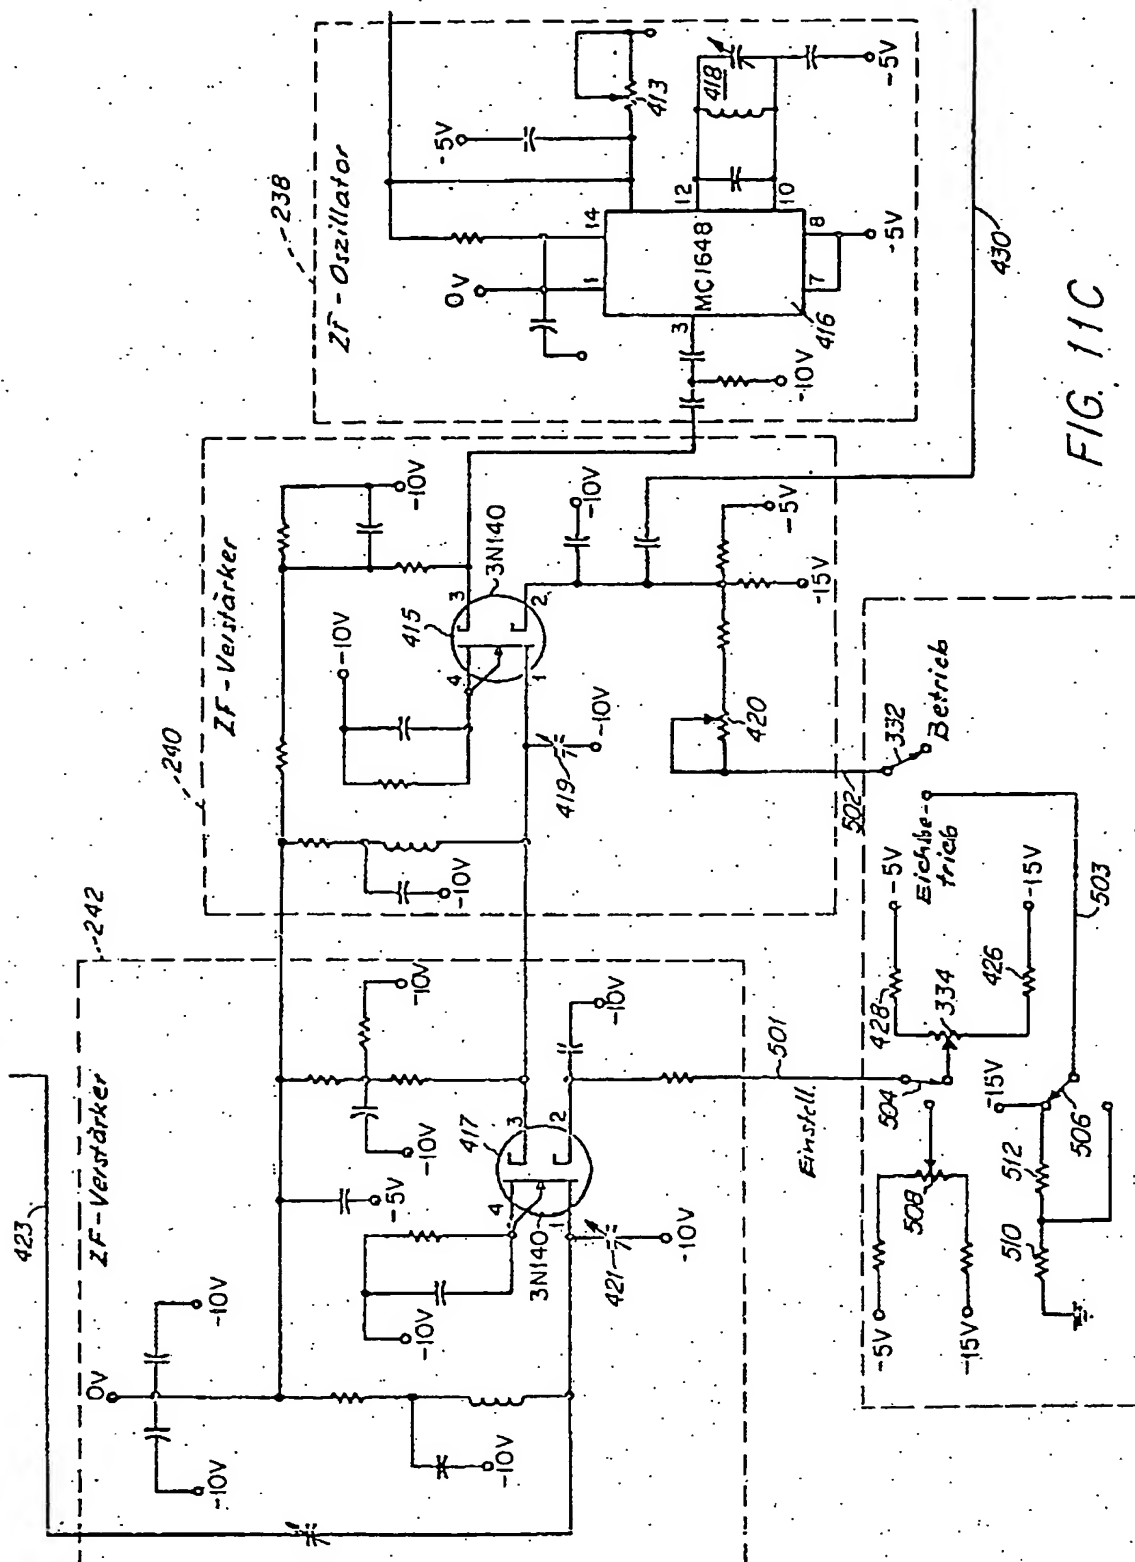 423
242
ZF-Verstärker
0V
-10V
-10V
-10V
-10V
-5V
-10V
-10V
417
3N140
4
3
1
2
421
-10V
-10V
501
240
ZF-Verstärker
-10V
-10V
-10V
415
3N140
4
3
1
2
419
-10V
-10V
-5V
-15V
420
502
238
ZF-Oszillator
-5V
0V
413
1
14
3
12
10
7
8
MC1648
416
418
-5V
-5V
-10V
430
Einstell.
504
508
-5V
-15V
510
512
506
-15V
428
-5V
334
426
-15V
Eichbe-
trieb
332
Betrieb
503
FIG. 11C